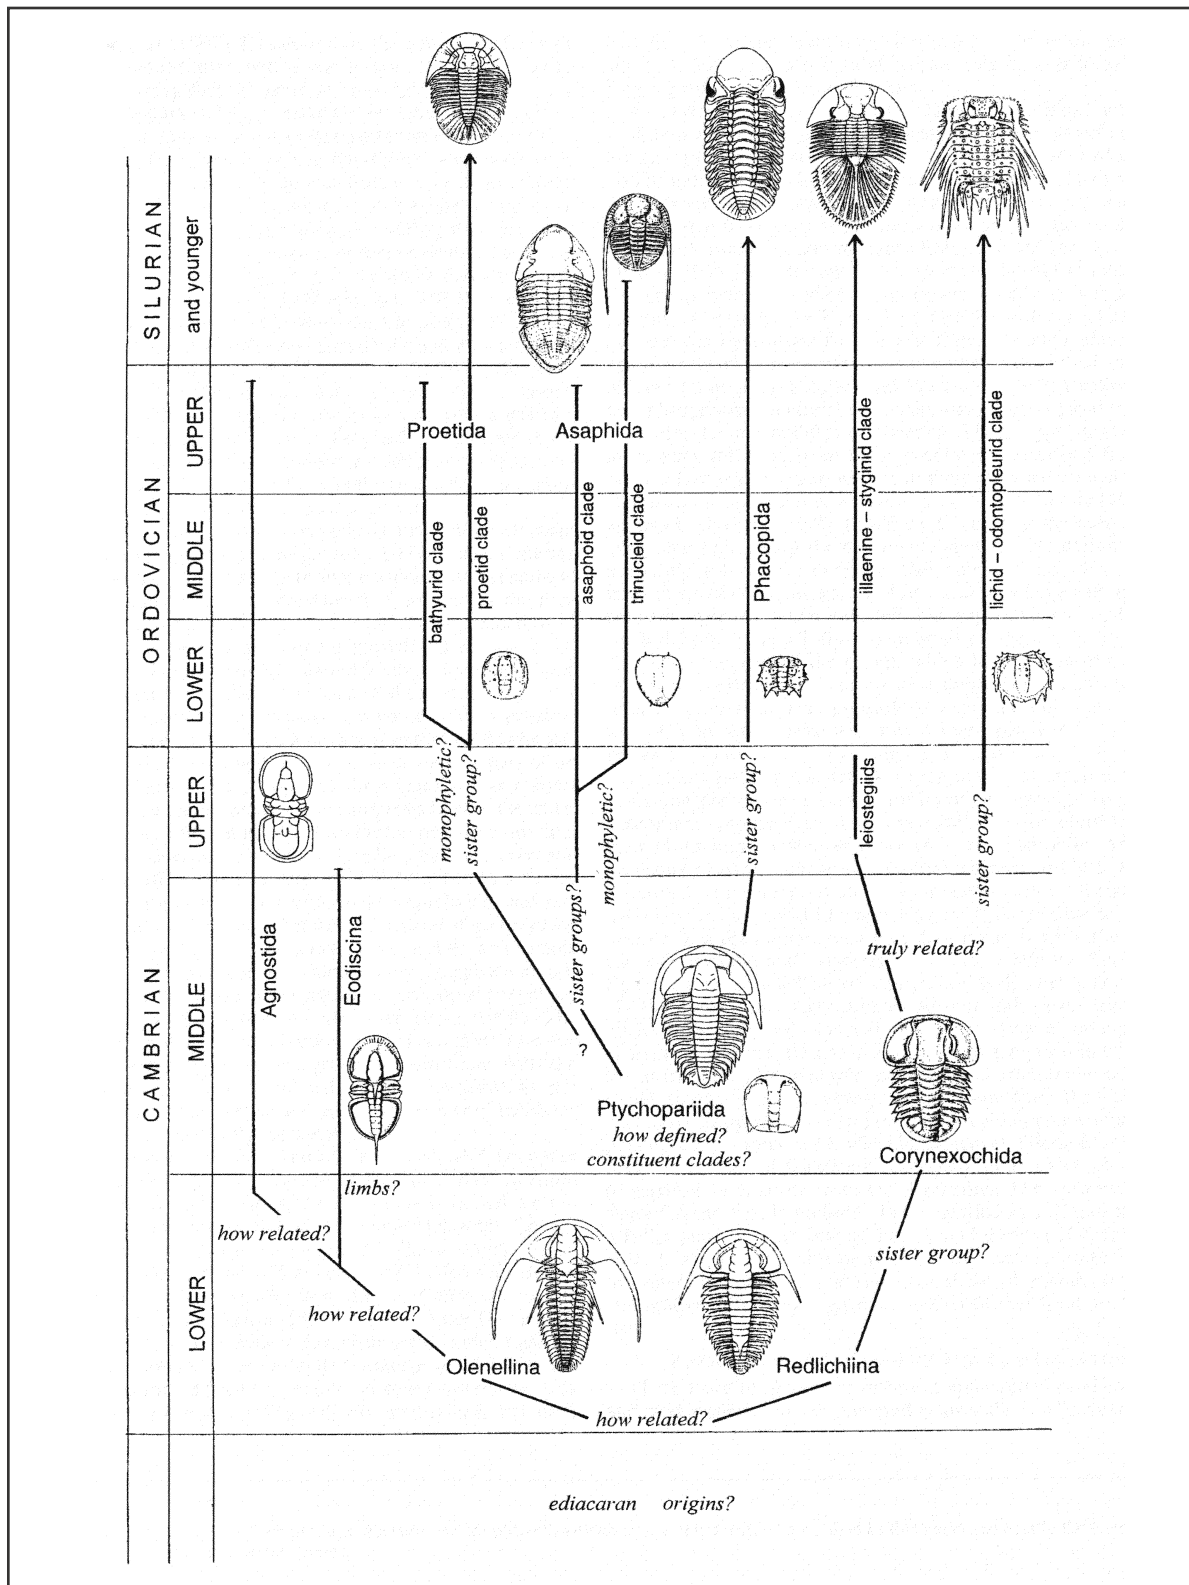 SILURIAN
and younger
ORDOVICIAN
UPPER
MIDDLE
LOWER
CAMBRIAN
UPPER
MIDDLE
LOWER
Proetida
Asaphida
bathyurid clade
proetid clade
asaphoid clade
trinucleid clade
Phacopida
illaenine – styginid clade
lichid – odontopleurid clade
monophyletic?
sister group?
monophyletic?
sister group?
leiostegiids
sister group?
Agnostida
Eodiscina
sister groups?
truly related?
?
Ptychopariida
how defined?
constituent clades?
Corynexochida
limbs?
how related?
sister group?
how related?
Olenellina
Redlichiina
how related?
ediacaran origins?